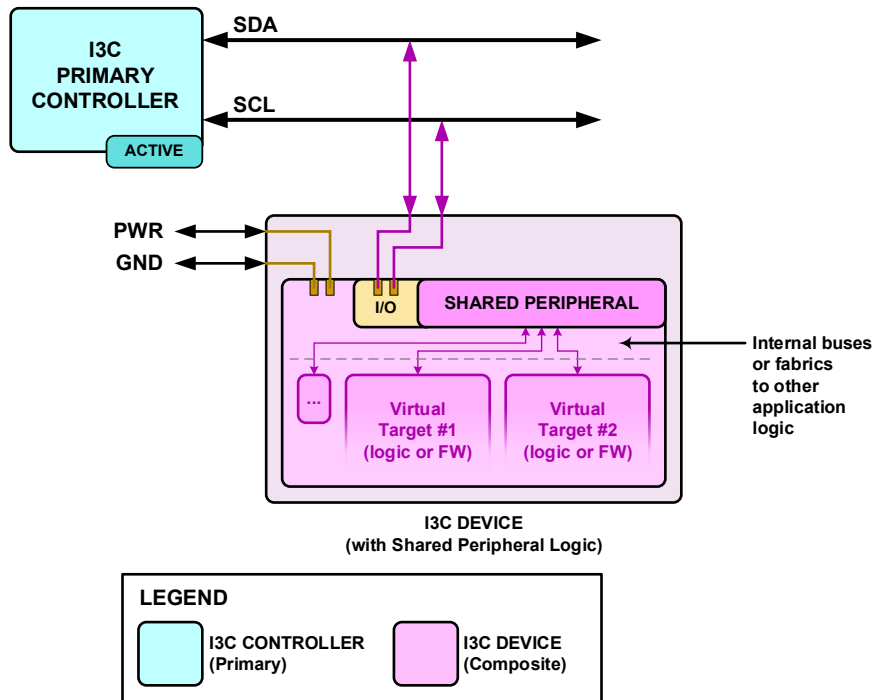 I3C
PRIMARY
CONTROLLER
ACTIVE
SDA
SCL
PWR
GND
I/O
SHARED PERIPHERAL
...
Virtual
Target #1
(logic or FW)
Virtual
Target #2
(logic or FW)
Internal buses
or fabrics
to other
application
logic
I3C DEVICE
(with Shared Peripheral Logic)
LEGEND
I3C CONTROLLER
(Primary)
I3C DEVICE
(Composite)